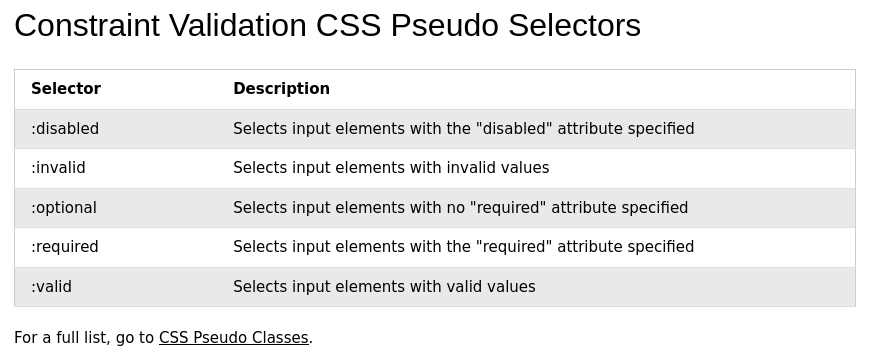 Constraint Validation CSS Pseudo Selectors
Selector Description
:disabled Selects input elements with the "disabled" attribute specified
:invalid Selects input elements with invalid values
:optional Selects input elements with no "required" attribute specified
:required Selects input elements with the "required" attribute specified
:valid Selects input elements with valid values
For a full list, go to CSS Pseudo Classes.